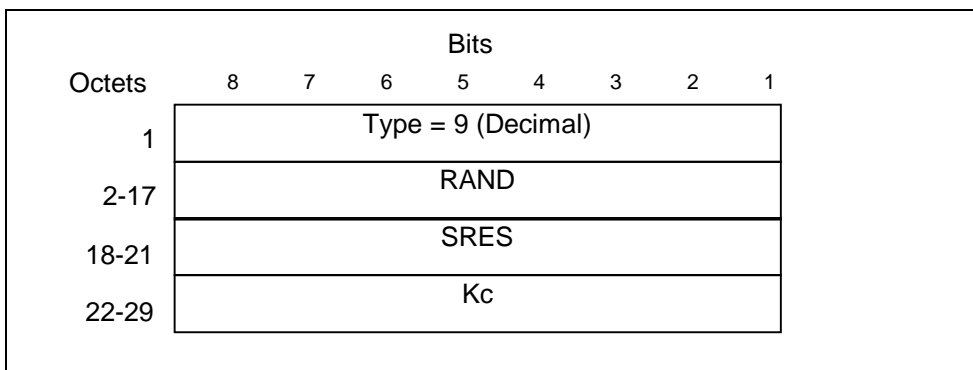 Bits
Octets 8 7 6 5 4 3 2 1
1 Type = 9 (Decimal)
2-17 RAND
18-21 SRES
22-29 Kc